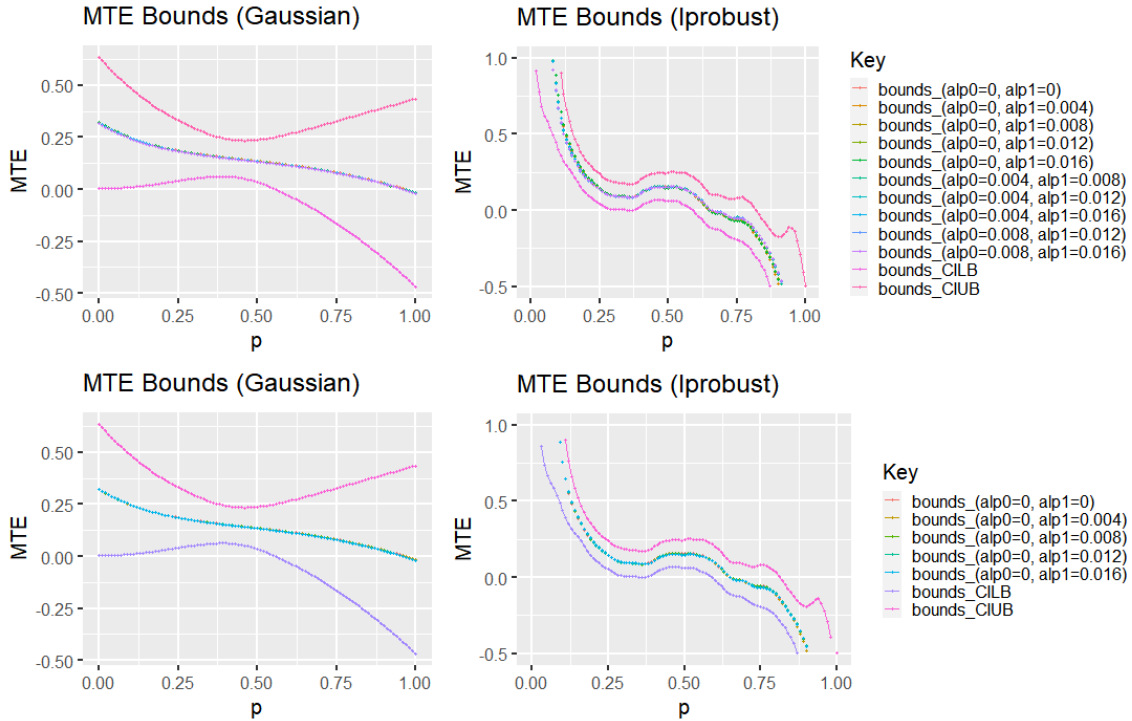 MTE Bounds (Gaussian)
MTE
0.50
0.25
0.00
-0.25
-0.50
0.00 0.25 0.50 0.75 1.00
p
MTE Bounds (lprobust)
MTE
1.0
0.5
0.0
-0.5
0.00 0.25 0.50 0.75 1.00
p
Key
bounds_(alp0=0, alp1=0)
bounds_(alp0=0, alp1=0.004)
bounds_(alp0=0, alp1=0.008)
bounds_(alp0=0, alp1=0.012)
bounds_(alp0=0, alp1=0.016)
bounds_(alp0=0.004, alp1=0.008)
bounds_(alp0=0.004, alp1=0.012)
bounds_(alp0=0.004, alp1=0.016)
bounds_(alp0=0.008, alp1=0.012)
bounds_(alp0=0.008, alp1=0.016)
bounds_CILB
bounds_CIUB
MTE Bounds (Gaussian)
MTE
0.50
0.25
0.00
-0.25
-0.50
0.00 0.25 0.50 0.75 1.00
p
MTE Bounds (lprobust)
MTE
1.0
0.5
0.0
-0.5
0.00 0.25 0.50 0.75 1.00
p
Key
bounds_(alp0=0, alp1=0)
bounds_(alp0=0, alp1=0.004)
bounds_(alp0=0, alp1=0.008)
bounds_(alp0=0, alp1=0.012)
bounds_(alp0=0, alp1=0.016)
bounds_CILB
bounds_CIUB